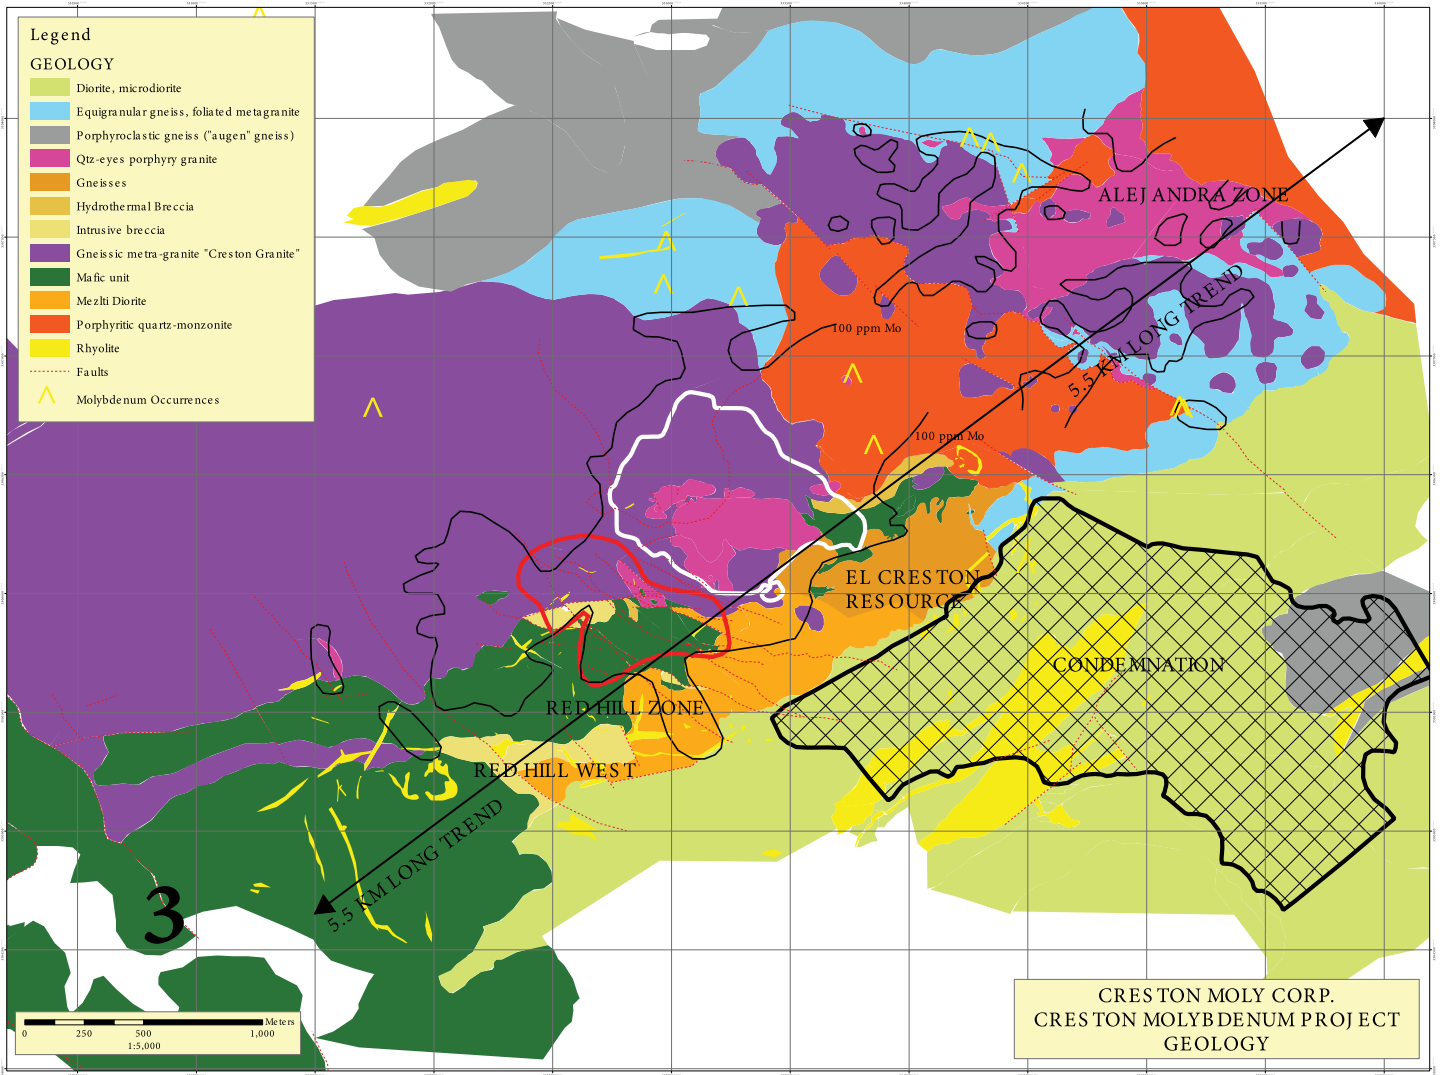 Legend
GEOLOGY
Diorite, microdiorite
Equigranular gneiss, foliated metagranite
Porphyroclastic gneiss ("augen" gneiss)
Qtz-eyes porphyry granite
Gneisses
Hydrothermal Breccia
Intrusive breccia
Gneissic metra-granite "Creston Granite"
Mafic unit
Mezlti Diorite
Porphyritic quartz-monzonite
Rhyolite
Faults
Molybdenum Occurrences
ALEJANDRA ZONE
5.5 KM LONG TREND
100 ppm Mo
100 ppm Mo
EL CRESTON
RESOURCE
CONDEMNATION
RED HILL ZONE
RED HILL WEST
5.5 KM LONG TREND
3
Meters
0 250 500 1,000
1:5,000
CRESTON MOLY CORP.
CRESTON MOLYBDENUM PROJECT
GEOLOGY